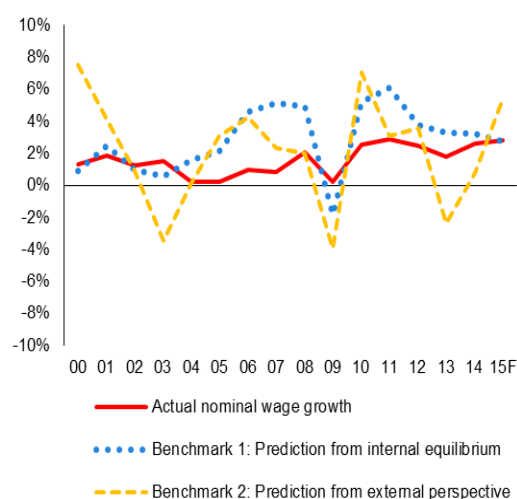 10%
8%
6%
4%
2%
0%
-2%
-4%
-6%
-8%
-10%
00 01 02 03 04 05 06 07 08 09 10 11 12 13 14 15F
Actual nominal wage growth
Benchmark 1: Prediction from internal equilibrium
Benchmark 2: Prediction from external perspective